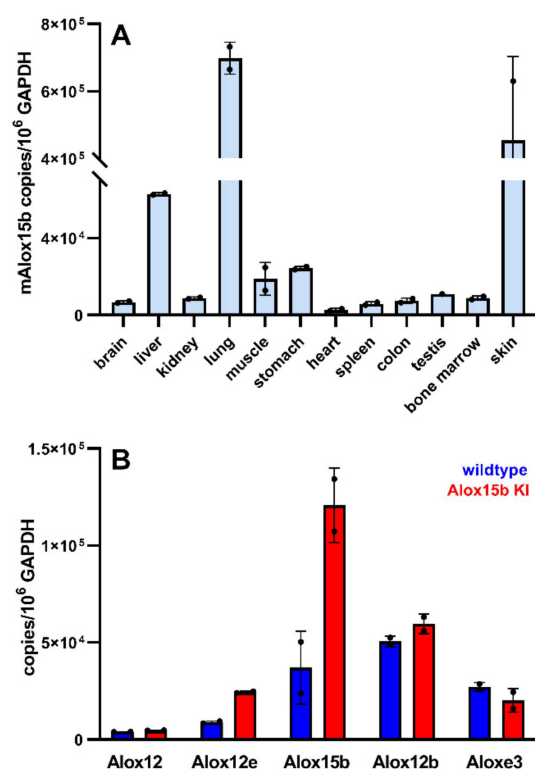 A
mAlox15b copies/10⁶ GAPDH
8×10⁵
6×10⁵
4×10⁵
4×10⁴
0
brain
liver
kidney
lung
muscle
stomach
heart
spleen
colon
testis
bone marrow
skin
B
copies/10⁶ GAPDH
1.5×10⁵
1×10⁵
5×10⁴
0
wildtype
Alox15b KI
Alox12
Alox12e
Alox15b
Alox12b
Aloxe3